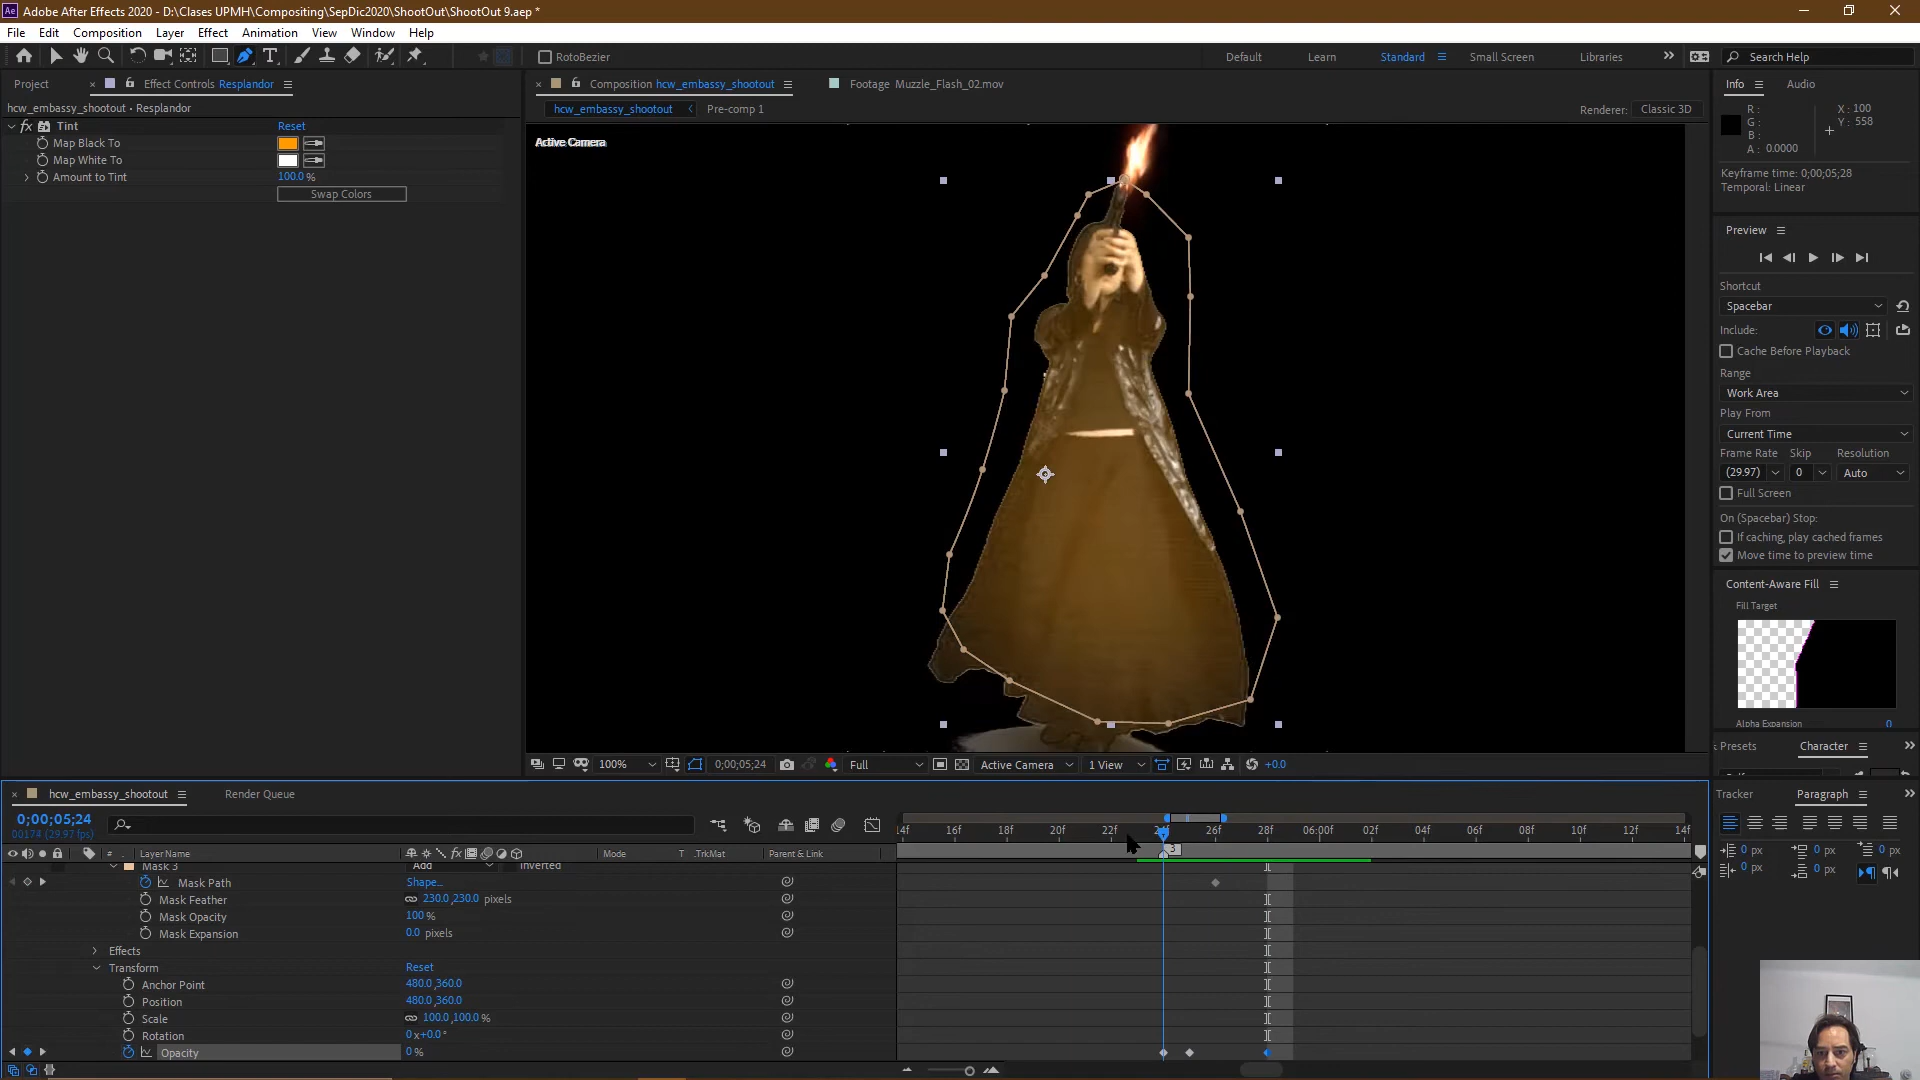 Adobe After Effects 2020 - D:\Clases UPMH\Compositing\SepDic2020\ShootOut\ShootOut 9.aep *
File Edit Composition Layer Effect Animation View Window Help
RotoBezier
Default Learn Standard Small Screen Libraries Search Help
Project Effect Controls Resplandor
Composition hcw_embassy_shootout Footage Muzzle_Flash_02.mov
Info Audio
hcw_embassy_shootout • Resplandor
hcw_embassy_shootout Pre-comp 1 Renderer: Classic 3D
fx Tint Reset
Map Black To
Map White To
Amount to Tint 100.0 %
Swap Colors
Active Camera
R :
G :
B :
A : 0.0000
X : 100
Y : 558
Keyframe time: 0;00;05;28
Temporal: Linear
Preview
Shortcut
Spacebar
Include:
Cache Before Playback
Range
Work Area
Play From
Current Time
Frame Rate Skip Resolution
(29.97) 0 Auto
Full Screen
On (Spacebar) Stop:
If caching, play cached frames
Move time to preview time
Content-Aware Fill
Fill Target
Alpha Expansion 0
Presets Character
Tracker Paragraph
0 px 0 px 0 px
0 px 0 px
100% 0;00;05;24 Full Active Camera 1 View +0.0
hcw_embassy_shootout Render Queue
0;00;05;24
00174 (29.97 fps)
14f 16f 18f 20f 22f 24f 26f 28f 06:00f 02f 04f 06f 08f 10f 12f 14f
# Layer Name Mode T .TrkMat Parent & Link
3
Mask 3 Add Inverted
Mask Path Shape...
Mask Feather 230.0,230.0 pixels
Mask Opacity 100 %
Mask Expansion 0.0 pixels
Effects
Transform Reset
Anchor Point 480.0,360.0
Position 480.0,360.0
Scale 100.0,100.0 %
Rotation 0 x+0.0 °
Opacity 0 %